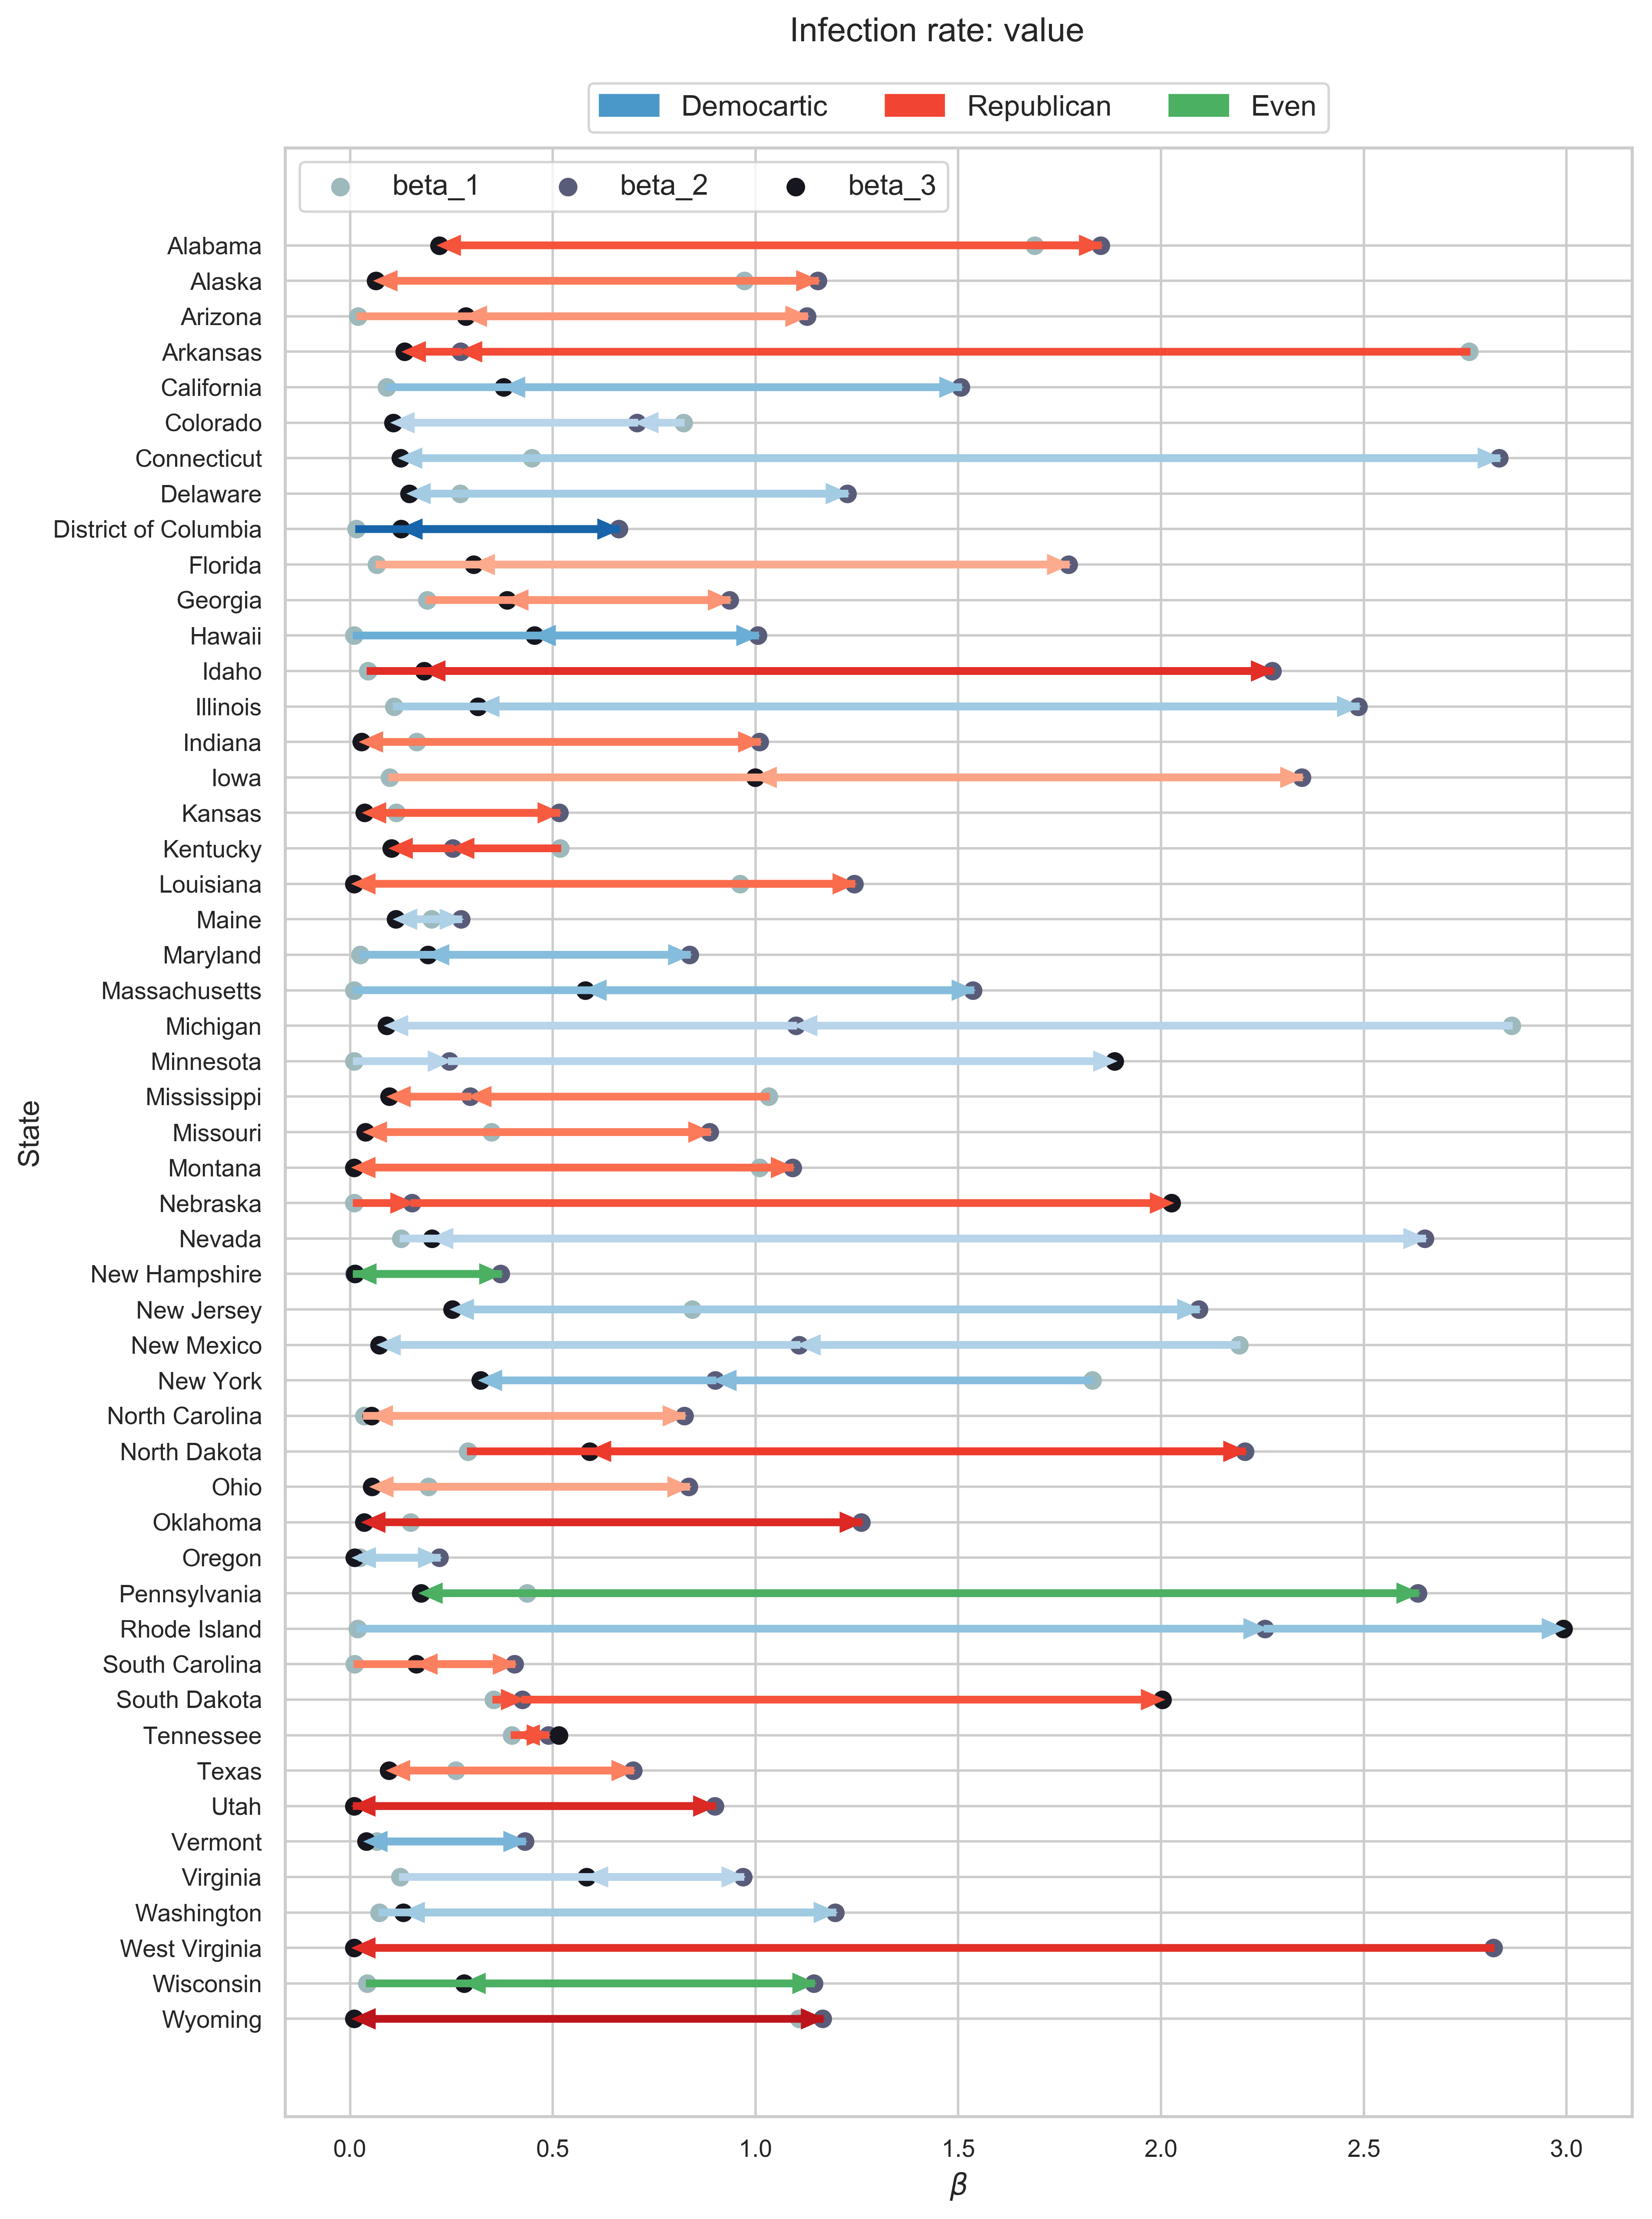 Infection rate: value
Democartic Republican Even
beta_1 beta_2 beta_3
Alabama
Alaska
Arizona
Arkansas
California
Colorado
Connecticut
Delaware
District of Columbia
Florida
Georgia
Hawaii
Idaho
Illinois
Indiana
Iowa
Kansas
Kentucky
Louisiana
Maine
Maryland
Massachusetts
Michigan
Minnesota
Mississippi
Missouri
Montana
Nebraska
Nevada
New Hampshire
New Jersey
New Mexico
New York
North Carolina
North Dakota
Ohio
Oklahoma
Oregon
Pennsylvania
Rhode Island
South Carolina
South Dakota
Tennessee
Texas
Utah
Vermont
Virginia
Washington
West Virginia
Wisconsin
Wyoming
State
0.0 0.5 1.0 1.5 2.0 2.5 3.0
β